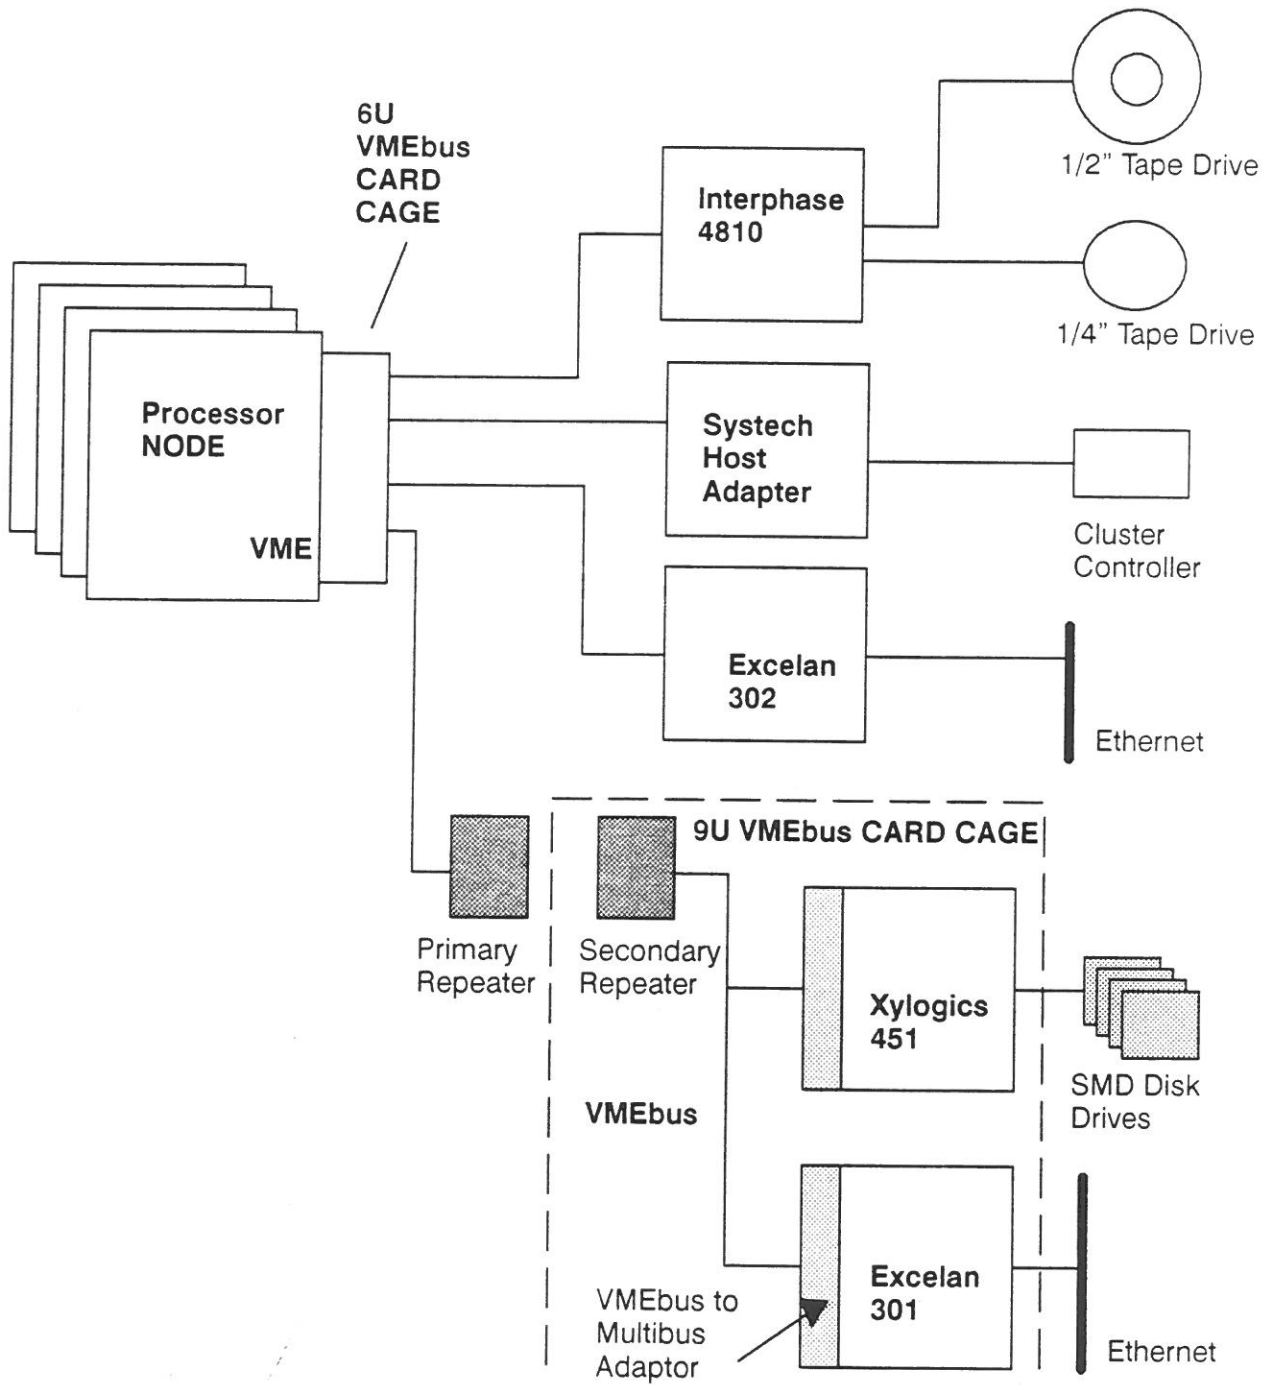 6U
VMEbus
CARD
CAGE
Interphase
4810
1/2” Tape Drive
1/4” Tape Drive
Processor
NODE
VME
Systech
Host
Adapter
Cluster
Controller
Excelan
302
Ethernet
9U VMEbus CARD CAGE
Primary
Repeater
Secondary
Repeater
Xylogics
451
SMD Disk
Drives
VMEbus
Excelan
301
VMEbus to
Multibus
Adaptor
Ethernet